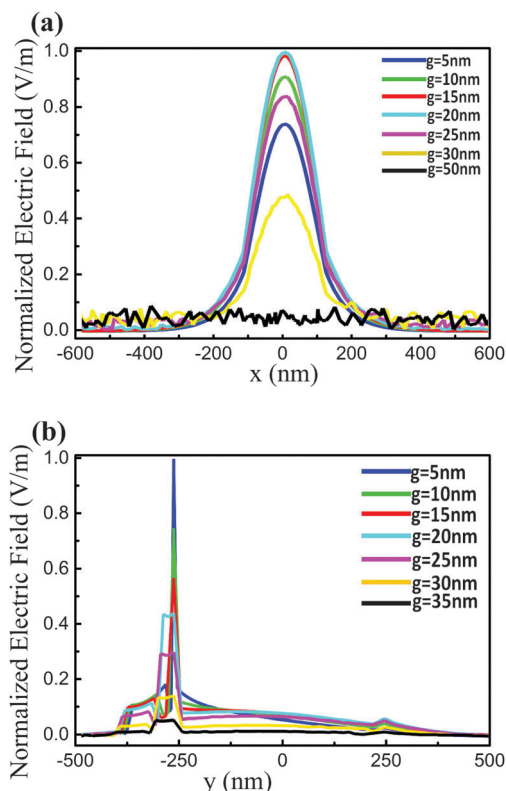 (a)
Normalized Electric Field (V/m)
1.0
0.8
0.6
0.4
0.2
0.0
g=5nm
g=10nm
g=15nm
g=20nm
g=25nm
g=30nm
g=50nm
-600 -400 -200 0 200 400 600
x (nm)
(b)
Normalized Electric Field (V/m)
1.0
0.8
0.6
0.4
0.2
0.0
g=5nm
g=10nm
g=15nm
g=20nm
g=25nm
g=30nm
g=35nm
-500 -250 0 250 500
y (nm)